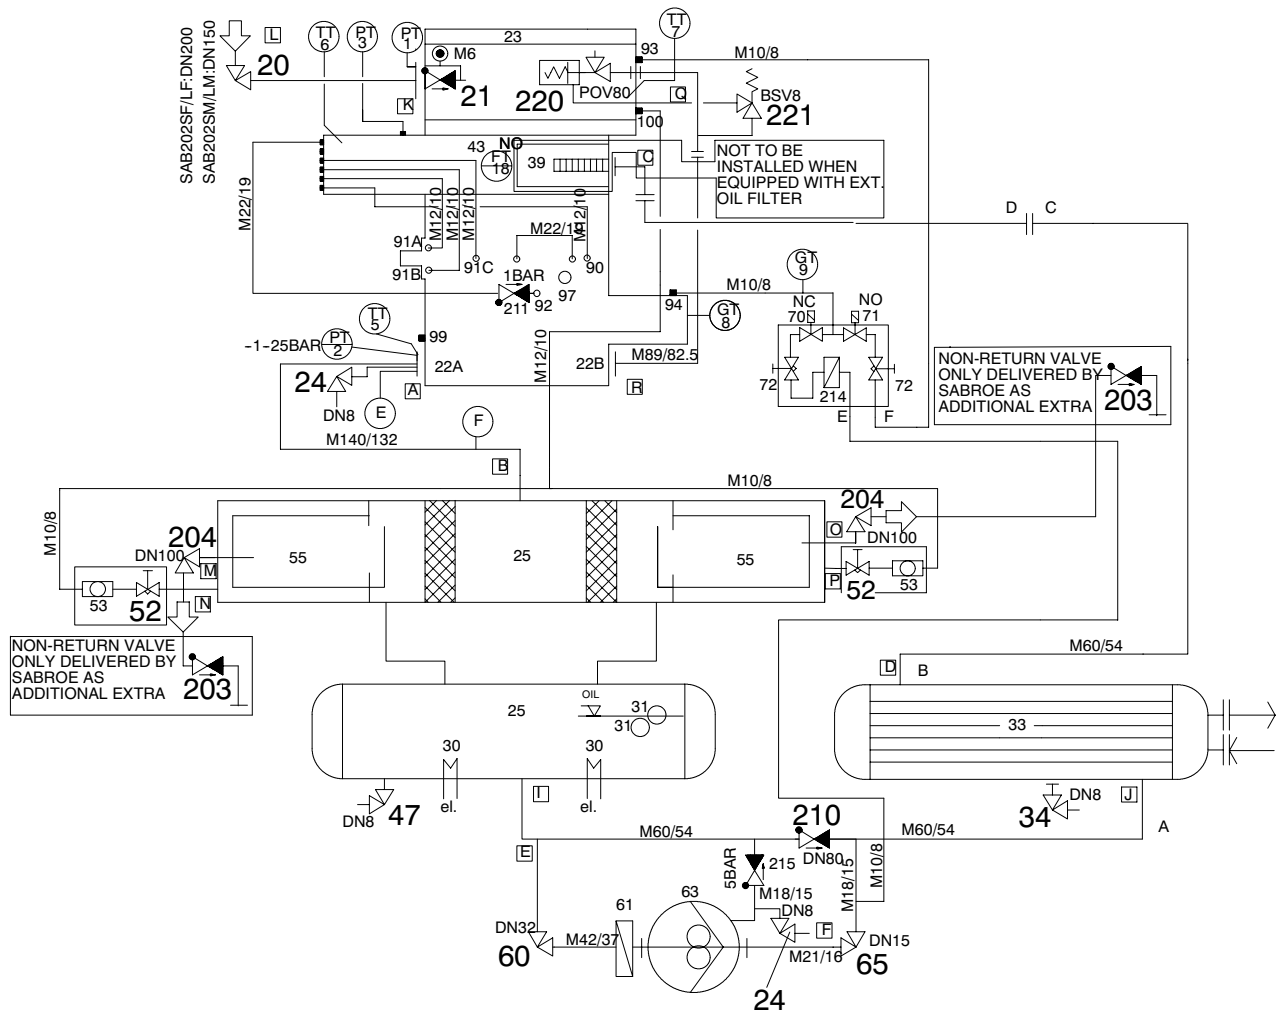 SAB202SF/LF:DN200
SAB202SM/LM:DN150
L
20
TT 6
PT 3
PT 1
M6
21
K
23
93
TT 7
M10/8
220
POV80
Q
BSV8
221
100
43
NO
FT 18
39
C
NOT TO BE
INSTALLED WHEN
EQUIPPED WITH EXT.
OIL FILTER
M22/19
M12/10
M12/10
M12/10
M22/19
M12/10
D
C
91A
91B
91C
90
1BAR
211
92
97
94
M10/8
GT 9
GT 8
NC
70
NO
71
72
72
214
E
F
TT 5
PT 2
-1-25BAR
99
22A
22B
M89/82.5
R
M12/10
24
DN8
A
E
F
M140/132
B
NON-RETURN VALVE
ONLY DELIVERED BY
SABROE AS
ADDITIONAL EXTRA
203
M10/8
M10/8
204
DN100
M
N
53
52
55
25
55
204
O
DN100
P
52
53
NON-RETURN VALVE
ONLY DELIVERED BY
SABROE AS
ADDITIONAL EXTRA
203
25
OIL
31
31
30
30
el.
el.
DN8
47
I
M60/54
D
B
33
DN8
34
J
A
M60/54
210
DN80
M60/54
E
5BAR
215
M18/15
M18/15
M10/8
DN32
60
M42/37
61
63
DN8
F
24
M21/16
DN15
65